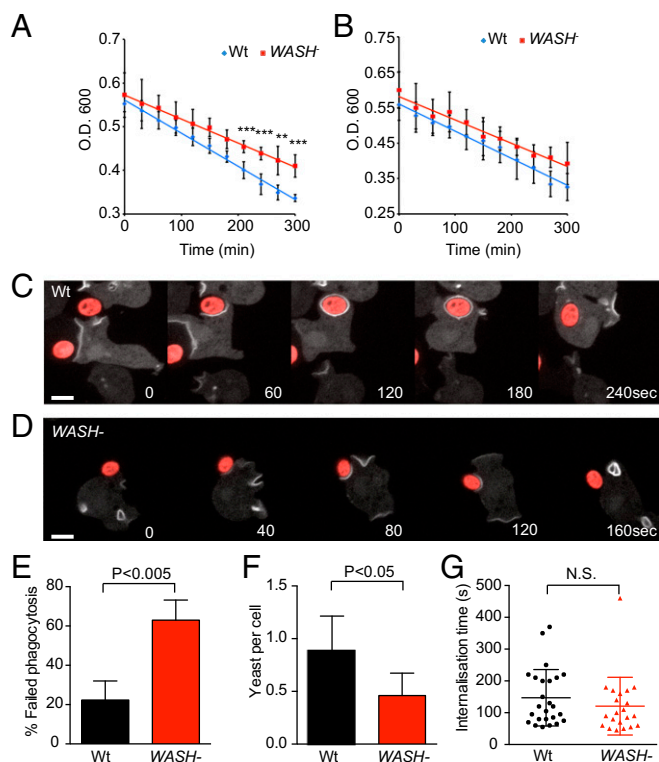 A
Wt WASH-
O.D. 600
0.6
0.5
0.4
0.3
*** *** ** ***
0 100 200 300
Time (min)
B
Wt WASH-
O.D. 600
0.75
0.65
0.55
0.45
0.35
0.25
0 100 200 300
Time (min)
C
Wt
0 60 120 180 240sec
D
WASH-
0 40 80 120 160sec
E
P<0.005
% Failed phagocytosis
80
60
40
20
0
Wt WASH-
F
P<0.05
Yeast per cell
1.5
1.0
0.5
0.0
Wt WASH-
G
N.S.
Internalisation time (s)
500
400
300
200
100
0
Wt WASH-